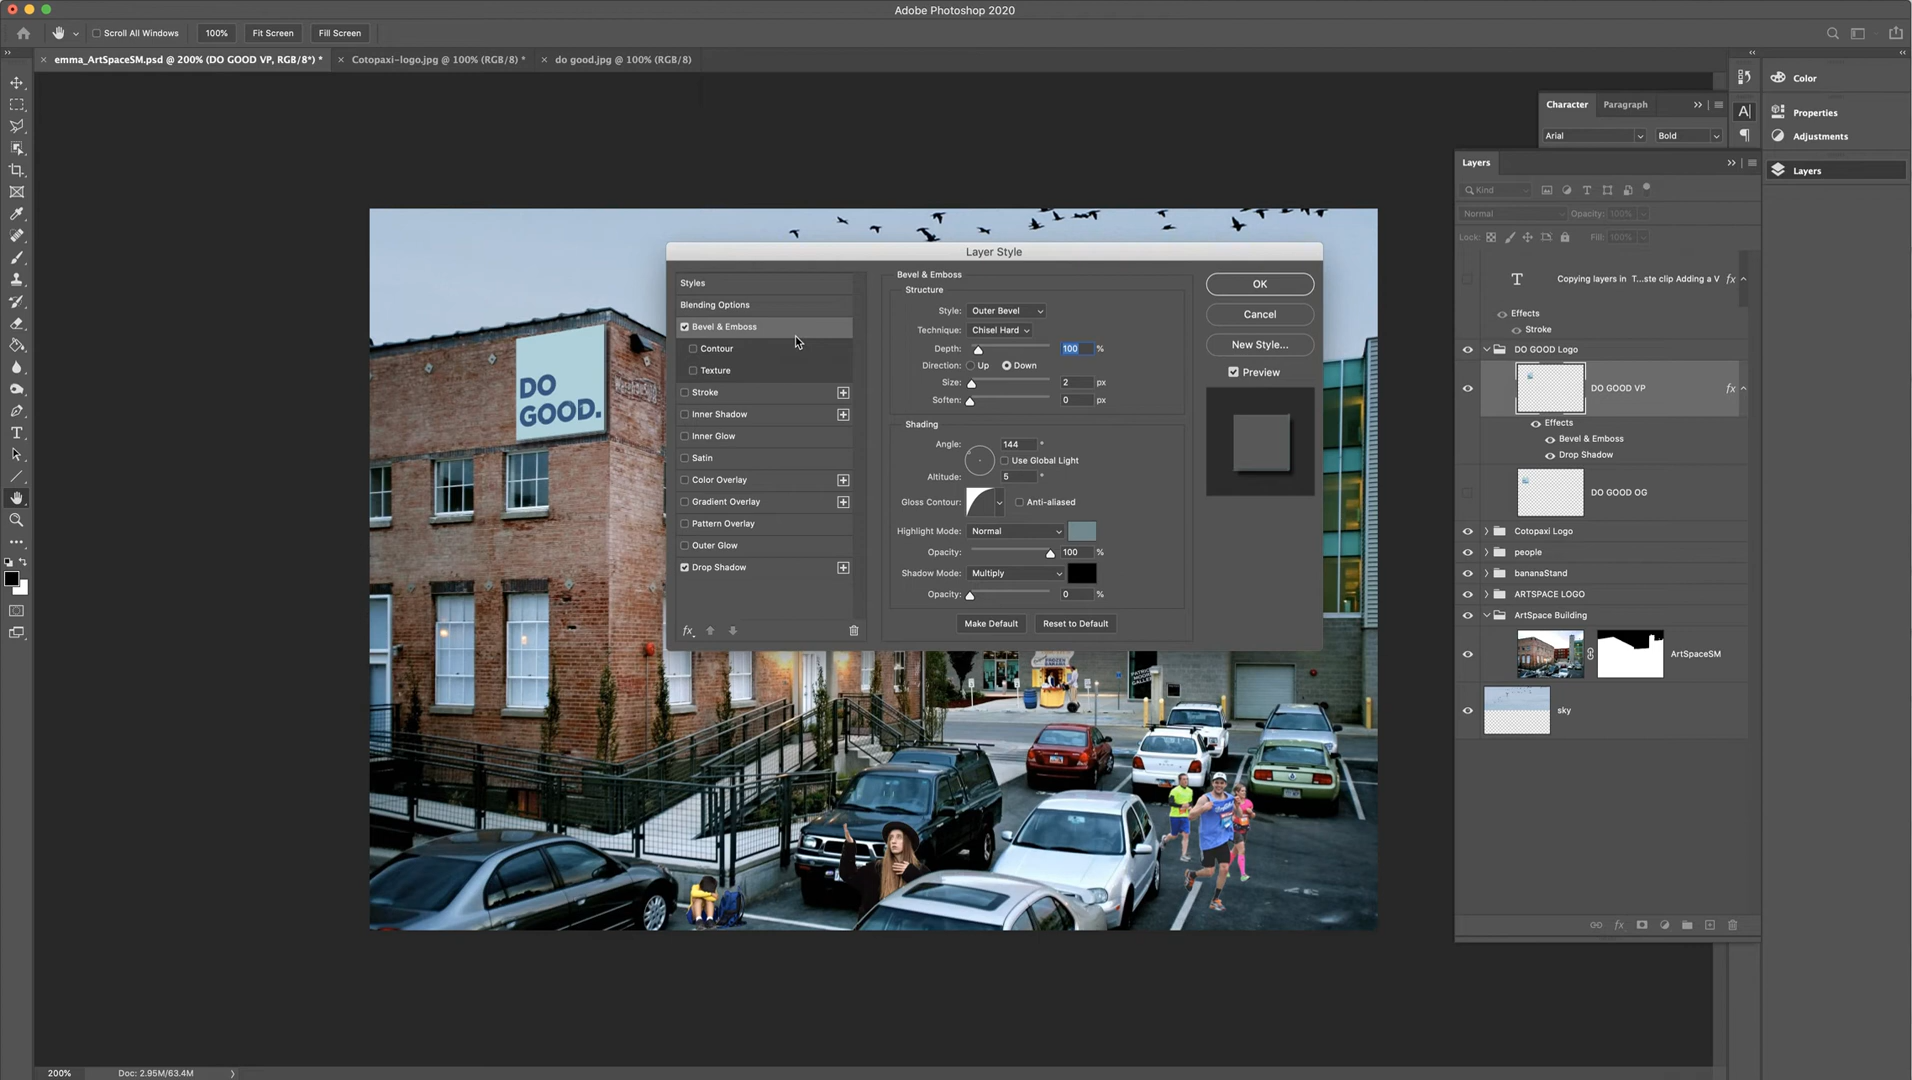 Adobe Photoshop 2020
Scroll All Windows 100% Fit Screen Fill Screen
emma_ArtSpaceSM.psd @ 200% (DO GOOD VP, RGB/8*) * Cotopaxi-logo.jpg @ 100% (RGB/8) * do good.jpg @ 100% (RGB/8)
Color
Character Paragraph
Properties
Arial Bold
Adjustments
Layers
Layers
Kind
Normal Opacity: 100%
Lock: Fill: 100%
T Copying layers in T...ste clip Adding a V fx
Effects
Stroke
DO GOOD Logo
DO GOOD VP fx
Effects
Bevel & Emboss
Drop Shadow
DO GOOD OG
Cotopaxi Logo
people
bananaStand
ARTSPACE LOGO
ArtSpace Building
ArtSpaceSM
sky
Layer Style
Styles
Blending Options
Bevel & Emboss
Contour
Texture
Stroke
Inner Shadow
Inner Glow
Satin
Color Overlay
Gradient Overlay
Pattern Overlay
Outer Glow
Drop Shadow
fx
Bevel & Emboss
Structure
Style: Outer Bevel
Technique: Chisel Hard
Depth: 100 %
Direction: Up Down
Size: 2 px
Soften: 0 px
Shading
Angle: 144 °
Use Global Light
Altitude: 5 °
Gloss Contour: Anti-aliased
Highlight Mode: Normal
Opacity: 100 %
Shadow Mode: Multiply
Opacity: 0 %
Make Default Reset to Default
OK
Cancel
New Style...
Preview
DO
GOOD.
200% Doc: 2.95M/63.4M